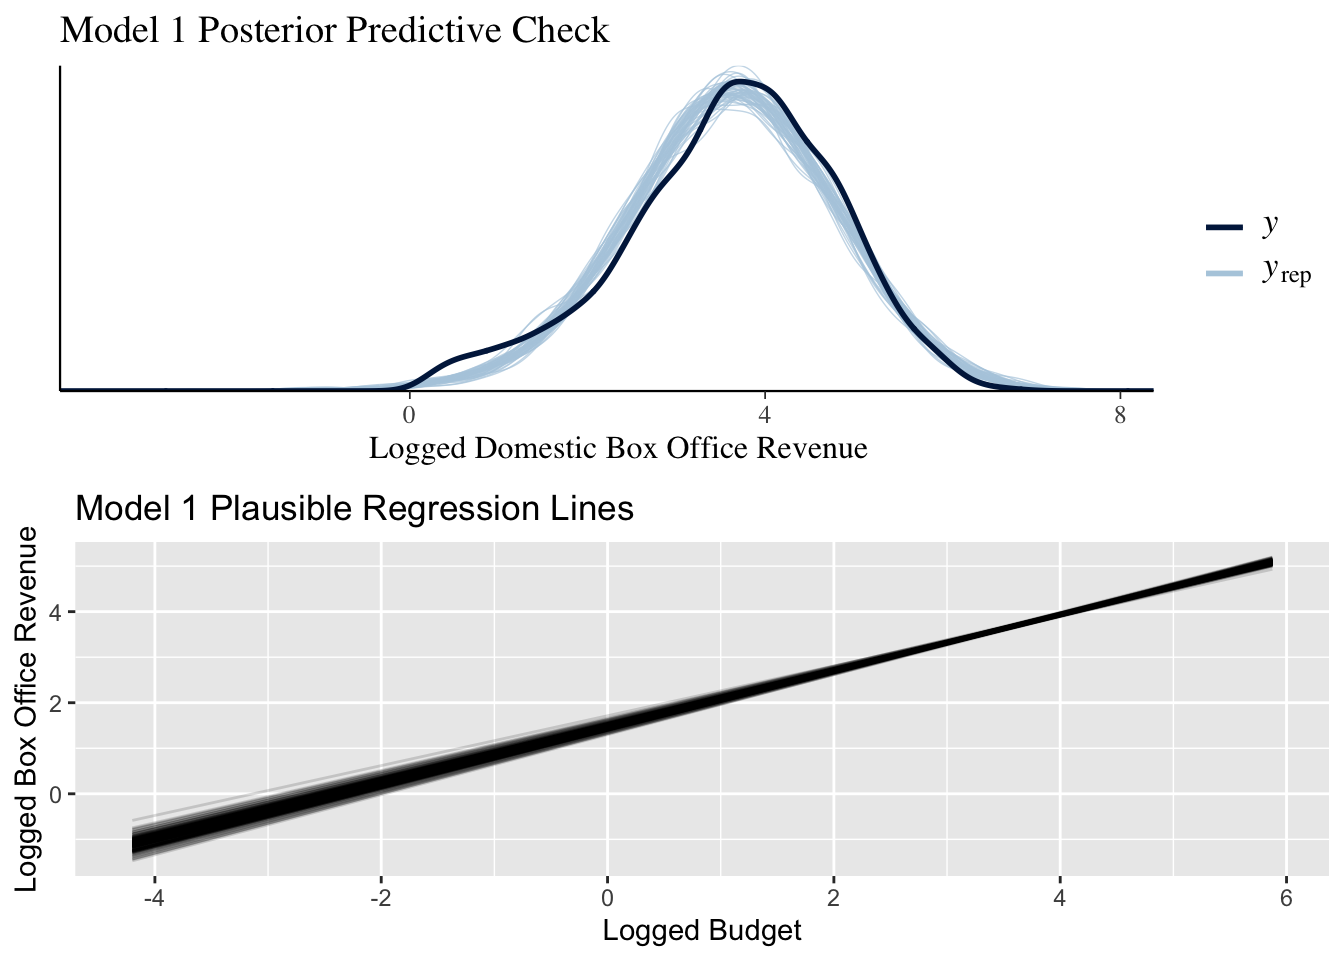 Model 1 Posterior Predictive Check
y
y rep
0 4 8
Logged Domestic Box Office Revenue
Model 1 Plausible Regression Lines
Logged Box Office Revenue
4
2
0
-4 -2 0 2 4 6
Logged Budget